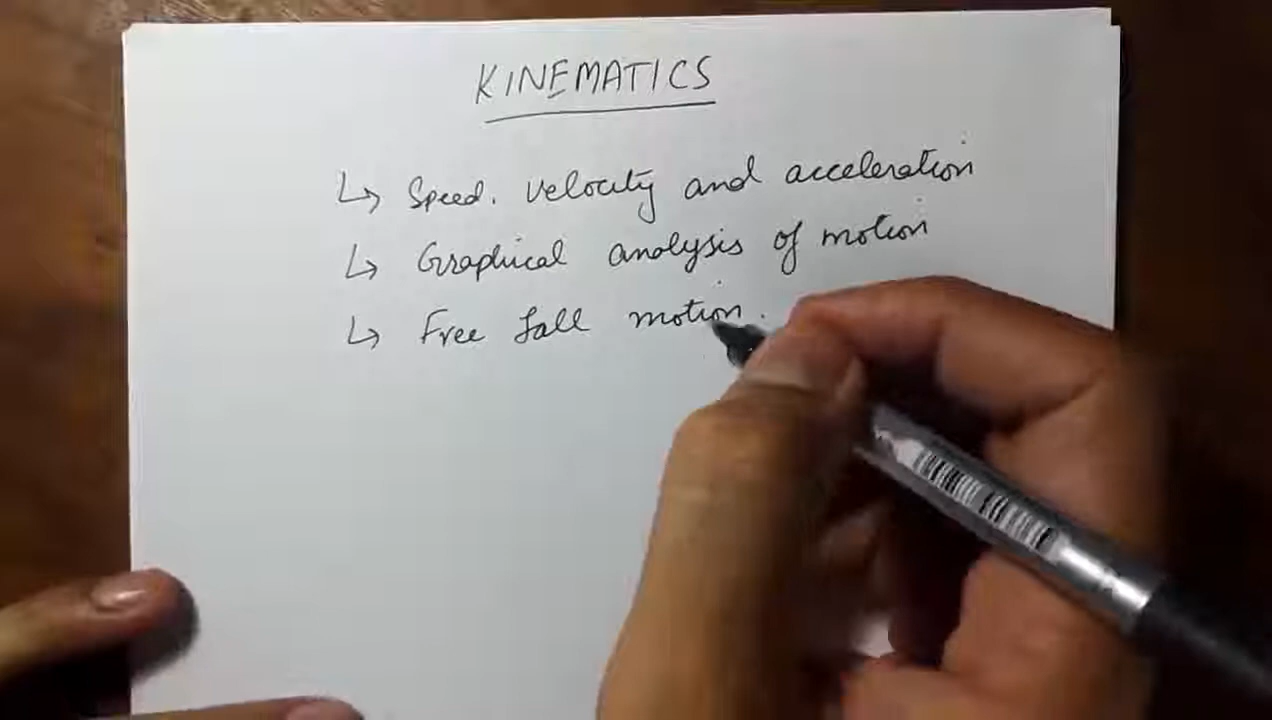 KINEMATICS
↳ Speed. Velocity and acceleration
↳ Graphical analysis of motion
↳ Free fall motion.